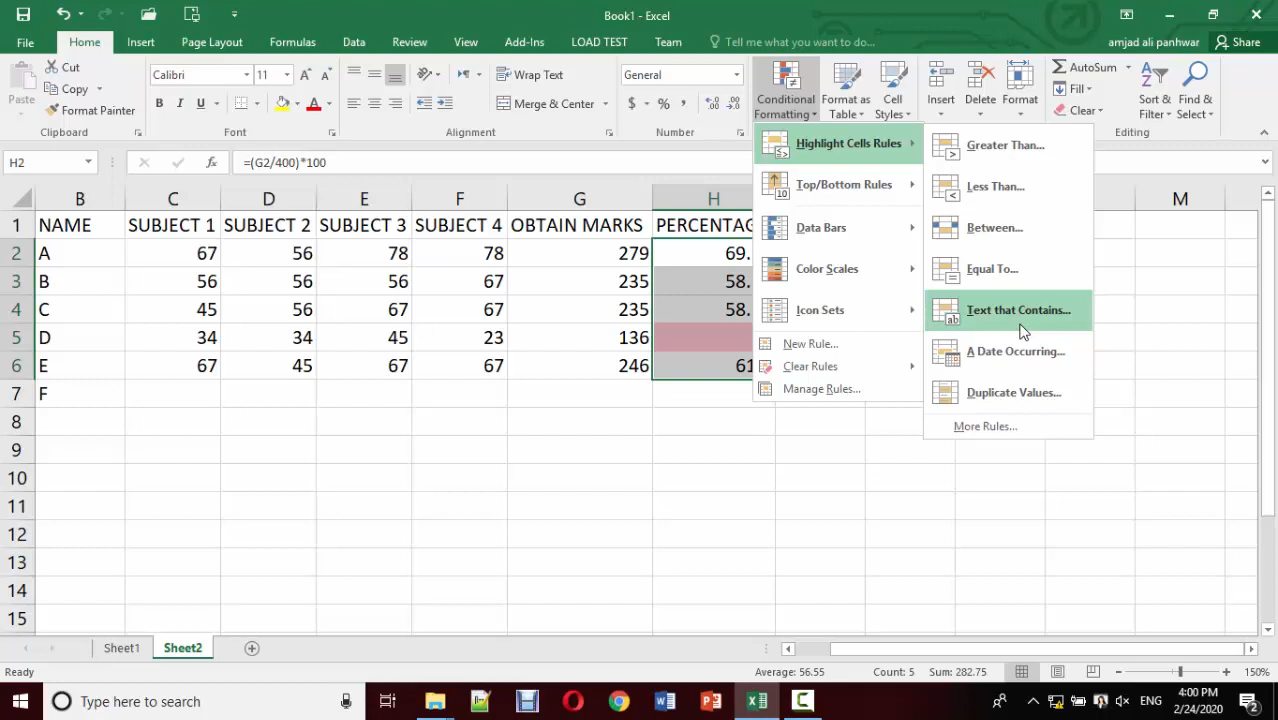 Book1 - Excel
File Home Insert Page Layout Formulas Data Review View Add-Ins LOAD TEST Team Tell me what you want to do... amjad ali panhwar Share
Paste
Cut
Copy
Format Painter
Clipboard
Calibri 11
B I U
Font
Wrap Text
Merge & Center
Alignment
General
$ % ,
Number
Conditional Formatting
Format as Table
Cell Styles
Insert
Delete
Format
AutoSum
Fill
Clear
Sort & Filter
Find & Select
Editing
H2 fx =(G2/400)*100
B C D E F G H M
1 NAME SUBJECT 1 SUBJECT 2 SUBJECT 3 SUBJECT 4 OBTAIN MARKS PERCENTAG
2 A 67 56 78 78 279 69.
3 B 56 56 56 67 235 58.
4 C 45 56 67 67 235 58.
5 D 34 34 45 23 136
6 E 67 45 67 67 246 61
7 F
8
9
10
11
12
13
14
15
Highlight Cells Rules
Top/Bottom Rules
Data Bars
Color Scales
Icon Sets
New Rule...
Clear Rules
Manage Rules...
Greater Than...
Less Than...
Between...
Equal To...
Text that Contains...
A Date Occurring...
Duplicate Values...
More Rules...
Sheet1 Sheet2
Ready Average: 56.55 Count: 5 Sum: 282.75 150%
Type here to search ENG 4:00 PM
2/24/2020 2